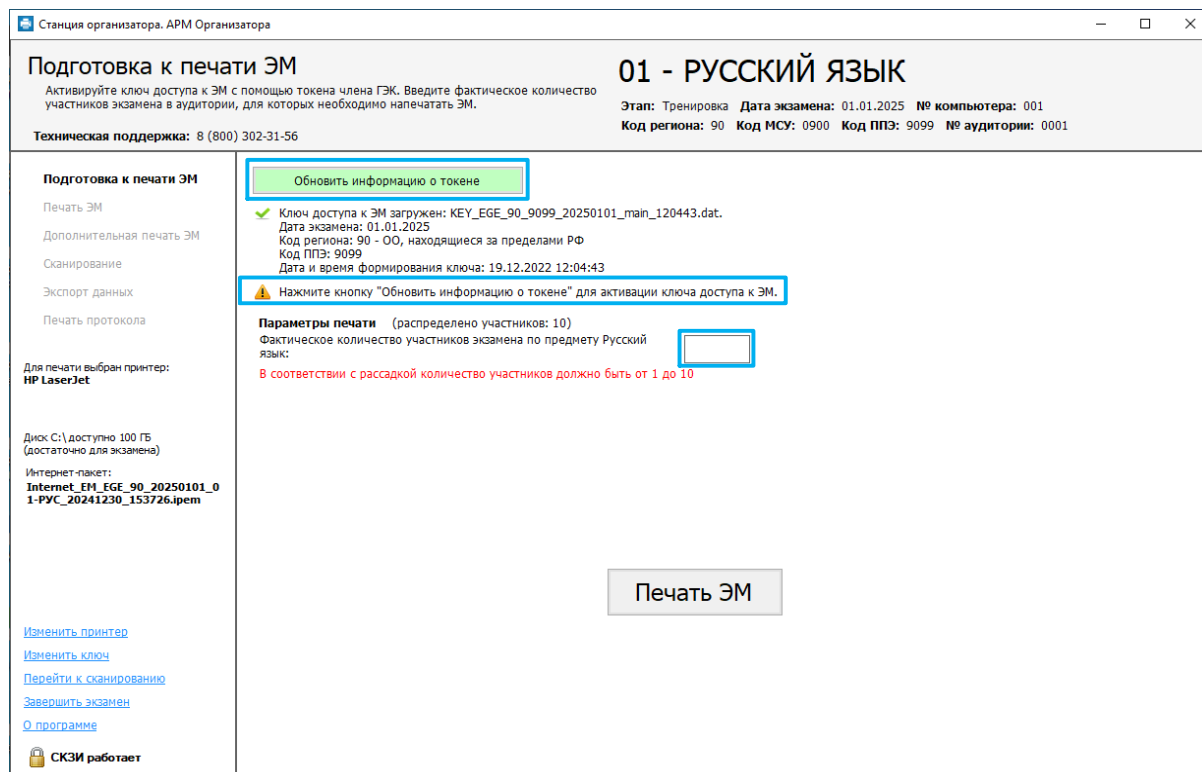 Станция организатора. АРМ Организатора
Подготовка к печати ЭМ
Активируйте ключ доступа к ЭМ с помощью токена члена ГЭК. Введите фактическое количество
участников экзамена в аудитории, для которых необходимо напечатать ЭМ.
Техническая поддержка: 8 (800) 302-31-56
01 - РУССКИЙ ЯЗЫК
Этап: Тренировка Дата экзамена: 01.01.2025 № компьютера: 001
Код региона: 90 Код МСУ: 0900 Код ППЭ: 9099 № аудитории: 0001
Подготовка к печати ЭМ
Печать ЭМ
Дополнительная печать ЭМ
Сканирование
Экспорт данных
Печать протокола
Для печати выбран принтер:
HP LaserJet
Диск C:\ доступно 100 ГБ
(достаточно для экзамена)
Интернет-пакет:
Internet_EM_EGE_90_20250101_0
1-РУС_20241230_153726.ipem
Изменить принтер
Изменить ключ
Перейти к сканированию
Завершить экзамен
О программе
СКЗИ работает
Обновить информацию о токене
Ключ доступа к ЭМ загружен: KEY_EGE_90_9099_20250101_main_120443.dat.
Дата экзамена: 01.01.2025
Код региона: 90 - ОО, находящиеся за пределами РФ
Код ППЭ: 9099
Дата и время формирования ключа: 19.12.2022 12:04:43
Нажмите кнопку "Обновить информацию о токене" для активации ключа доступа к ЭМ.
Параметры печати (распределено участников: 10)
Фактическое количество участников экзамена по предмету Русский
язык:
В соответствии с рассадкой количество участников должно быть от 1 до 10
Печать ЭМ